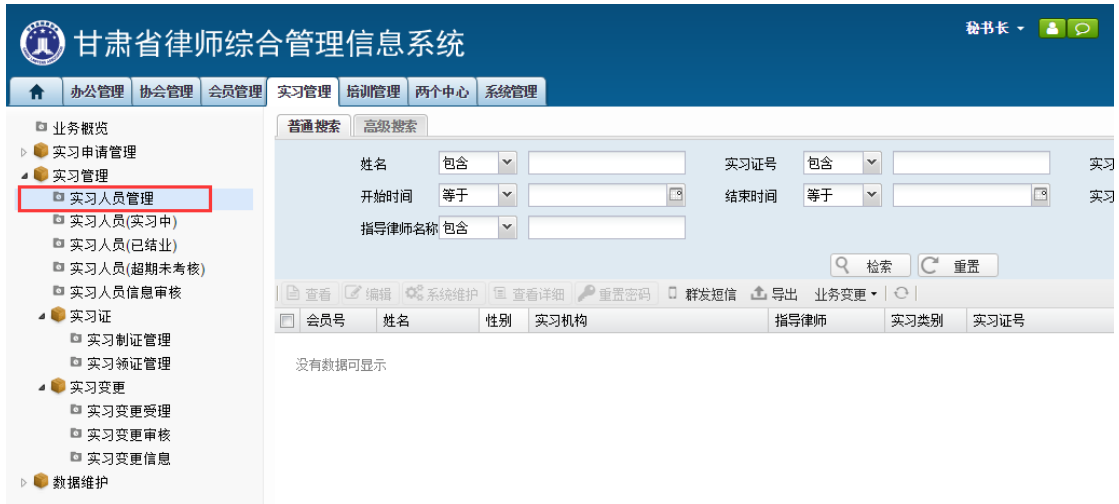 甘肃省律师综合管理信息系统
秘书长
办公管理 协会管理 会员管理 实习管理 培训管理 两个中心 系统管理
业务概览
实习申请管理
实习管理
实习人员管理
实习人员(实习中)
实习人员(已结业)
实习人员(超期未考核)
实习人员信息审核
实习证
实习制证管理
实习领证管理
实习变更
实习变更受理
实习变更审核
实习变更信息
数据维护
普通搜索 高级搜索
姓名 包含 实习证号 包含 实习
开始时间 等于 结束时间 等于 实习
指导律师名称 包含
检索 重置
查看 编辑 系统维护 查看详细 重置密码 群发短信 导出 业务变更
会员号 姓名 性别 实习机构 指导律师 实习类别 实习证号
没有数据可显示